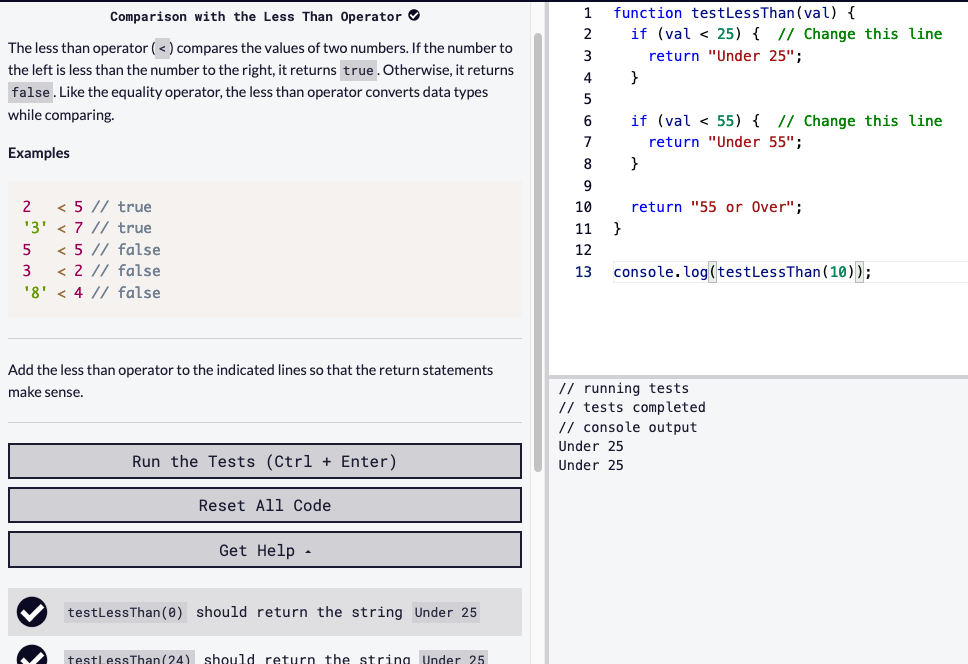 Comparison with the Less Than Operator
The less than operator (<) compares the values of two numbers. If the number to
the left is less than the number to the right, it returns true. Otherwise, it returns
false. Like the equality operator, the less than operator converts data types
while comparing.
Examples
2   < 5 // true
'3' < 7 // true
5   < 5 // false
3   < 2 // false
'8' < 4 // false
Add the less than operator to the indicated lines so that the return statements
make sense.
Run the Tests (Ctrl + Enter)
Reset All Code
Get Help
testLessThan(0) should return the string Under 25
testLessThan(24) should return the string Under 25
1 function testLessThan(val) {
2   if (val < 25) {  // Change this line
3     return "Under 25";
4   }
5
6   if (val < 55) {  // Change this line
7     return "Under 55";
8   }
9
10   return "55 or Over";
11 }
12
13 console.log(testLessThan(10));
// running tests
// tests completed
// console output
Under 25
Under 25